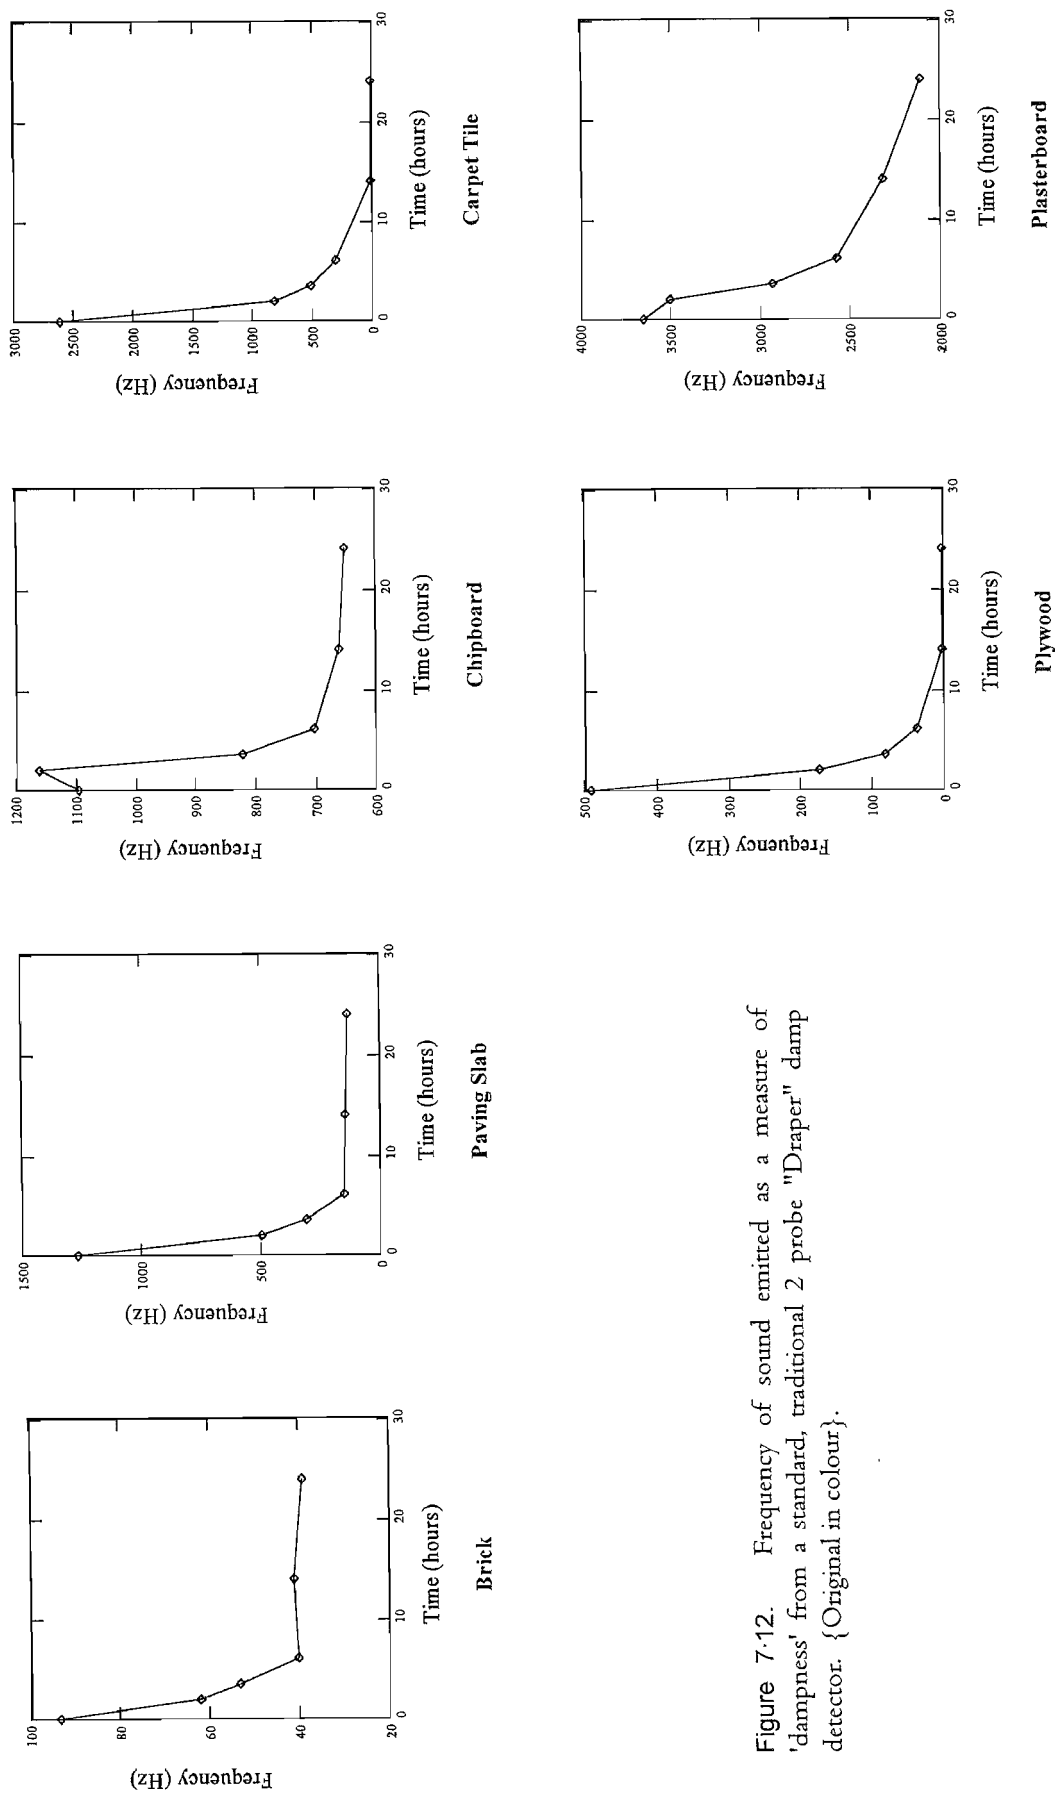 Frequency (Hz)
100
80
60
40
20
0
10
20
30
Time (hours)
Brick
Frequency (Hz)
1500
1000
500
0
0
10
20
30
Time (hours)
Paving Slab
Frequency (Hz)
1200
1100
1000
900
800
700
600
0
10
20
30
Time (hours)
Chipboard
Frequency (Hz)
3000
2500
2000
1500
1000
500
0
0
10
20
30
Time (hours)
Carpet Tile
Frequency (Hz)
500
400
300
200
100
0
0
10
20
30
Time (hours)
Plywood
Frequency (Hz)
4000
3500
3000
2500
2000
0
10
20
30
Time (hours)
Plasterboard
Figure 7·12. Frequency of sound emitted as a measure of
'dampness' from a standard, traditional 2 probe "Draper" damp
detector. {Original in colour}.